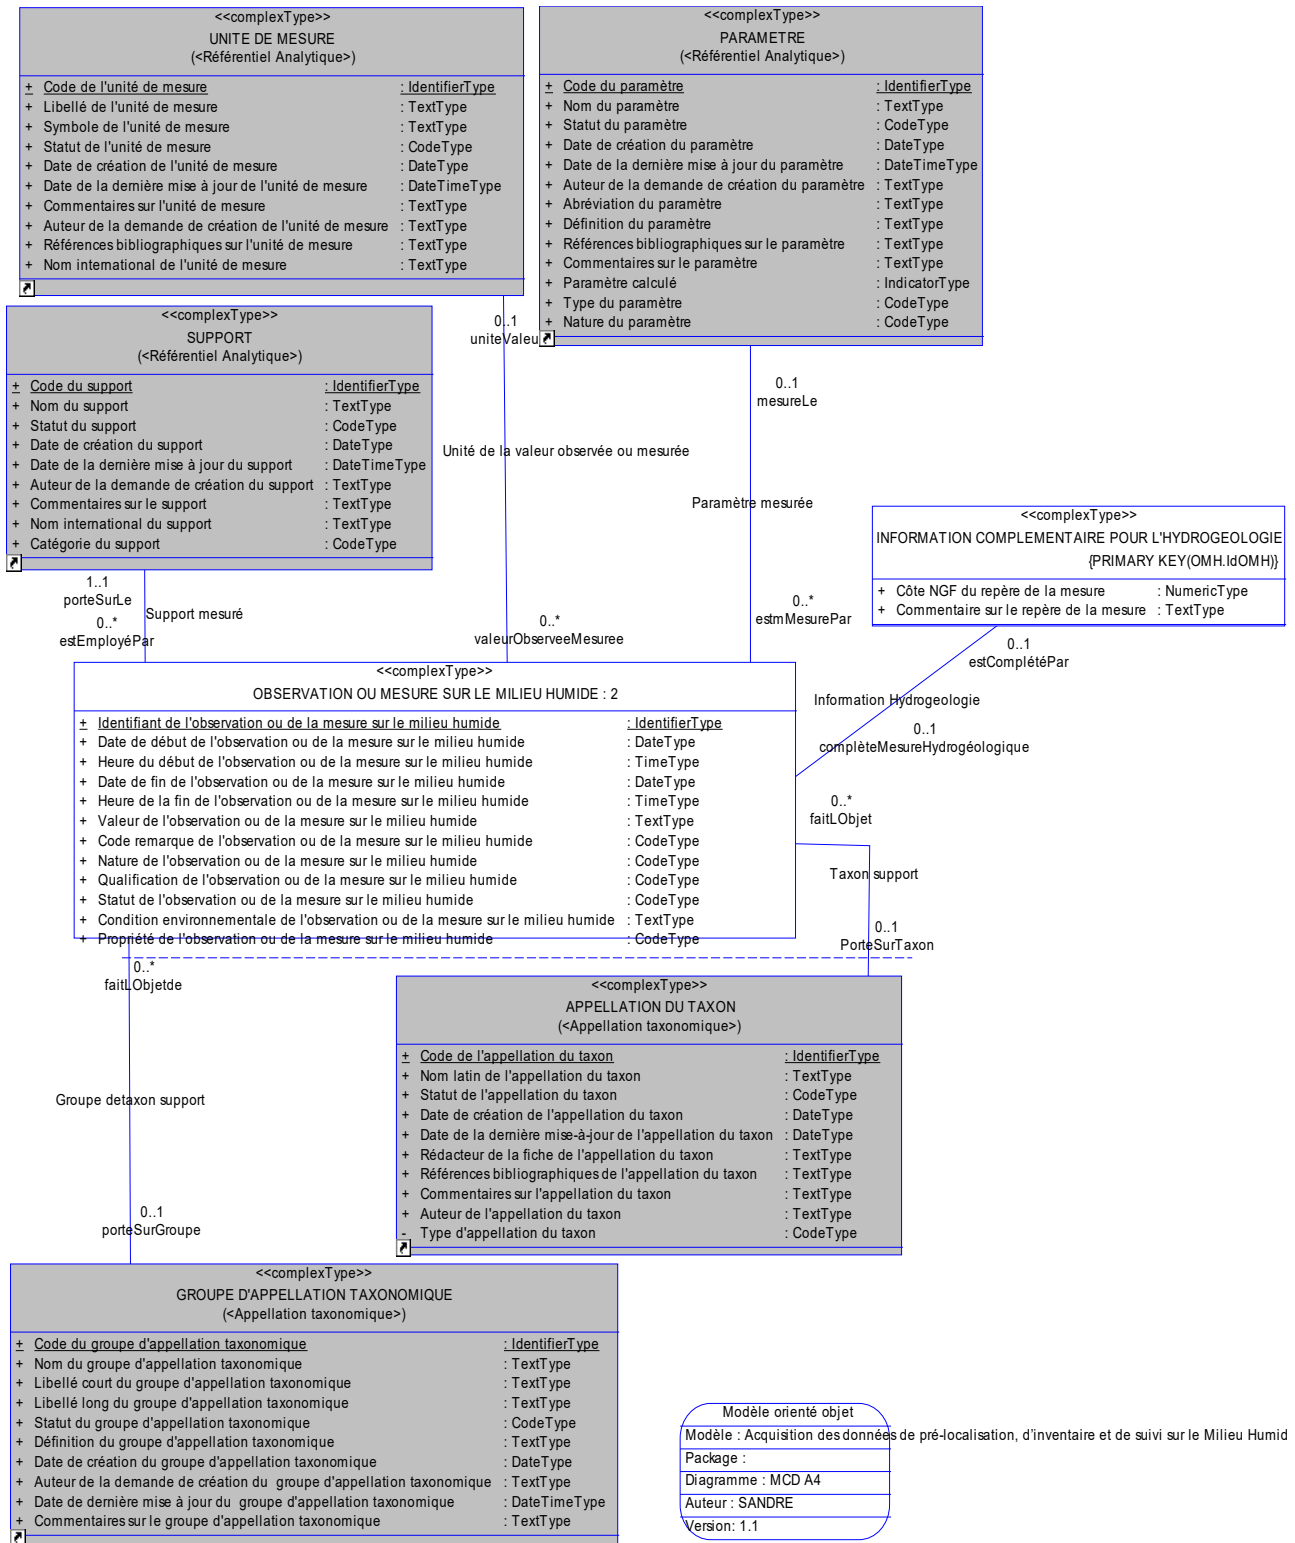 <<complexType>>
UNITE DE MESURE
(<Référentiel Analytique>)
+ Code de l'unité de mesure : IdentifierType
+ Libellé de l'unité de mesure : TextType
+ Symbole de l'unité de mesure : TextType
+ Statut de l'unité de mesure : CodeType
+ Date de création de l'unité de mesure : DateType
+ Date de la dernière mise à jour de l'unité de mesure : DateTimeType
+ Commentaires sur l'unité de mesure : TextType
+ Auteur de la demande de création de l'unité de mesure : TextType
+ Références bibliographiques sur l'unité de mesure : TextType
+ Nom international de l'unité de mesure : TextType
<<complexType>>
PARAMETRE
(<Référentiel Analytique>)
+ Code du paramètre : IdentifierType
+ Nom du paramètre : TextType
+ Statut du paramètre : CodeType
+ Date de création du paramètre : DateType
+ Date de la dernière mise à jour du paramètre : DateTimeType
+ Auteur de la demande de création du paramètre : TextType
+ Abréviation du paramètre : TextType
+ Définition du paramètre : TextType
+ Références bibliographiques sur le paramètre : TextType
+ Commentaires sur le paramètre : TextType
+ Paramètre calculé : IndicatorType
+ Type du paramètre : CodeType
+ Nature du paramètre : CodeType
<<complexType>>
SUPPORT
(<Référentiel Analytique>)
+ Code du support : IdentifierType
+ Nom du support : TextType
+ Statut du support : CodeType
+ Date de création du support : DateType
+ Date de la dernière mise à jour du support : DateTimeType
+ Auteur de la demande de création du support : TextType
+ Commentaires sur le support : TextType
+ Nom international du support : TextType
+ Catégorie du support : CodeType
0..1
uniteValeu
0..1
mesureLe
Unité de la valeur observée ou mesurée
Paramètre mesurée
<<complexType>>
INFORMATION COMPLEMENTAIRE POUR L'HYDROGEOLOGIE
{PRIMARY KEY(OMH.IdOMH)}
+ Côte NGF du repère de la mesure : NumericType
+ Commentaire sur le repère de la mesure : TextType
1..1
porteSurLe
Support mesuré
0..*
estEmployéPar
0..*
valeurObserveeMesuree
0..*
estmMesurePar
0..1
estComplétéPar
Information Hydrogeologie
0..1
complèteMesureHydrogéologique
<<complexType>>
OBSERVATION OU MESURE SUR LE MILIEU HUMIDE : 2
+ Identifiant de l'observation ou de la mesure sur le milieu humide : IdentifierType
+ Date de début de l'observation ou de la mesure sur le milieu humide : DateType
+ Heure du début de l'observation ou de la mesure sur le milieu humide : TimeType
+ Date de fin de l'observation ou de la mesure sur le milieu humide : DateType
+ Heure de la fin de l'observation ou de la mesure sur le milieu humide : TimeType
+ Valeur de l'observation ou de la mesure sur le milieu humide : TextType
+ Code remarque de l'observation ou de la mesure sur le milieu humide : CodeType
+ Nature de l'observation ou de la mesure sur le milieu humide : CodeType
+ Qualification de l'observation ou de la mesure sur le milieu humide : CodeType
+ Statut de l'observation ou de la mesure sur le milieu humide : CodeType
+ Condition environnementale de l'observation ou de la mesure sur le milieu humide : TextType
+ Propriété de l'observation ou de la mesure sur le milieu humide : CodeType
0..*
faitLObjet
Taxon support
0..1
PorteSurTaxon
0..*
faitLObjetde
Groupe detaxon support
0..1
porteSurGroupe
<<complexType>>
APPELLATION DU TAXON
(<Appellation taxonomique>)
+ Code de l'appellation du taxon : IdentifierType
+ Nom latin de l'appellation du taxon : TextType
+ Statut de l'appellation du taxon : CodeType
+ Date de création de l'appellation du taxon : DateType
+ Date de la dernière mise-à-jour de l'appellation du taxon : DateType
+ Rédacteur de la fiche de l'appellation du taxon : TextType
+ Références bibliographiques de l'appellation du taxon : TextType
+ Commentaires sur l'appellation du taxon : TextType
+ Auteur de l'appellation du taxon : TextType
- Type d'appellation du taxon : CodeType
<<complexType>>
GROUPE D'APPELLATION TAXONOMIQUE
(<Appellation taxonomique>)
+ Code du groupe d'appellation taxonomique : IdentifierType
+ Nom du groupe d'appellation taxonomique : TextType
+ Libellé court du groupe d'appellation taxonomique : TextType
+ Libellé long du groupe d'appellation taxonomique : TextType
+ Statut du groupe d'appellation taxonomique : CodeType
+ Définition du groupe d'appellation taxonomique : TextType
+ Date de création du groupe d'appellation taxonomique : DateType
+ Auteur de la demande de création du groupe d'appellation taxonomique : TextType
+ Date de dernière mise à jour du groupe d'appellation taxonomique : DateTimeType
+ Commentaires sur le groupe d'appellation taxonomique : TextType
Modèle orienté objet
Modèle : Acquisition des données de pré-localisation, d'inventaire et de suivi sur le Milieu Humid
Package :
Diagramme : MCD A4
Auteur : SANDRE
Version: 1.1